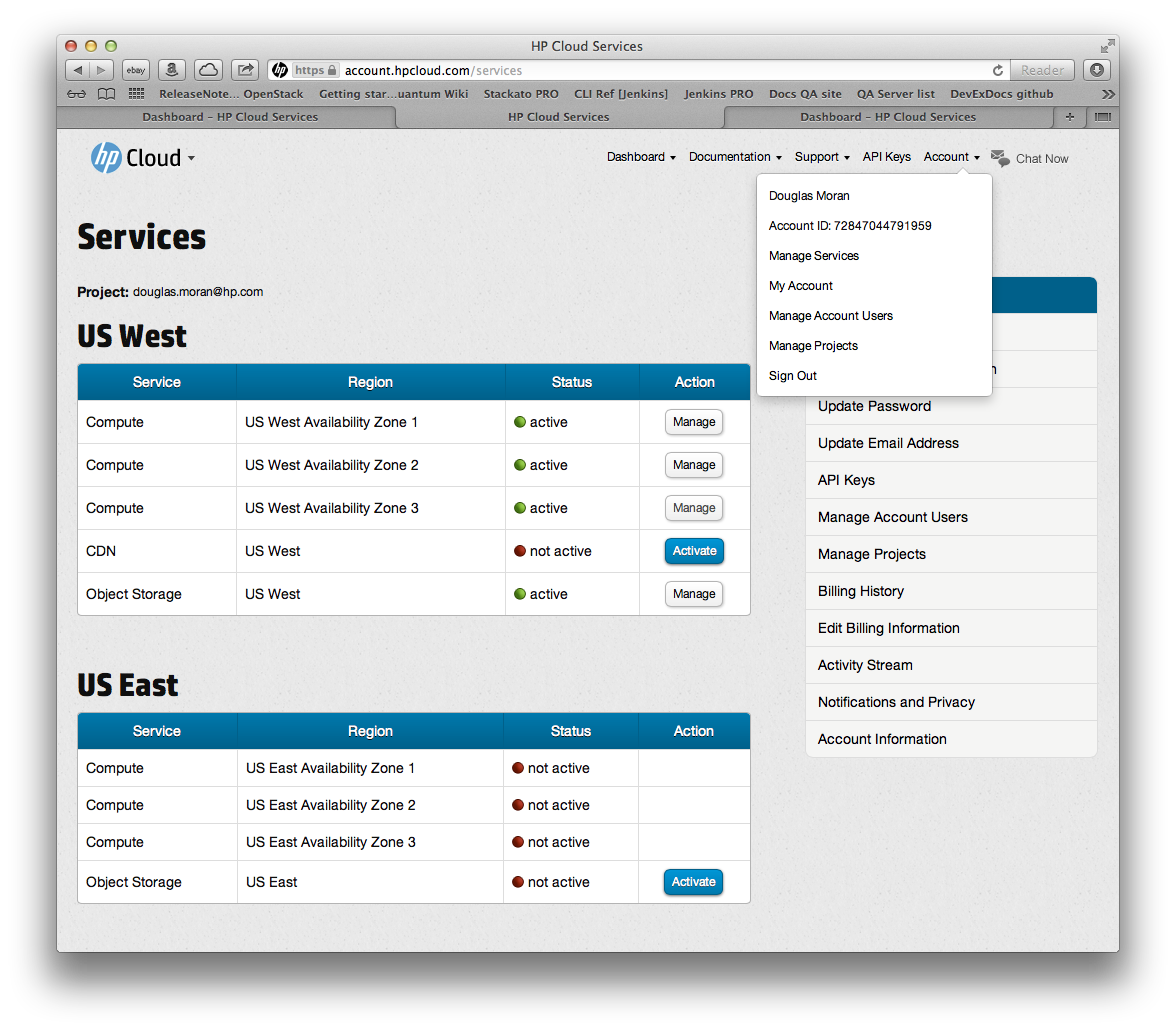 HP Cloud Services
ebay
a
hp https account.hpcloud.com/services Reader
ReleaseNote... OpenStack Getting star...uantum Wiki Stackato PRO CLI Ref [Jenkins] Jenkins PRO Docs QA site QA Server list DevExDocs github >>
Dashboard – HP Cloud Services HP Cloud Services Dashboard – HP Cloud Services +
hp Cloud Dashboard Documentation Support API Keys Account Chat Now
Douglas Moran
Account ID: 72847044791959
Manage Services
My Account
Manage Account Users
Manage Projects
Sign Out
Services
Project: douglas.moran@hp.com
US West
Service Region Status Action
Compute US West Availability Zone 1 active Manage
Compute US West Availability Zone 2 active Manage
Compute US West Availability Zone 3 active Manage
CDN US West not active Activate
Object Storage US West active Manage
US East
Service Region Status Action
Compute US East Availability Zone 1 not active
Compute US East Availability Zone 2 not active
Compute US East Availability Zone 3 not active
Object Storage US East not active Activate
Update Password
Update Email Address
API Keys
Manage Account Users
Manage Projects
Billing History
Edit Billing Information
Activity Stream
Notifications and Privacy
Account Information